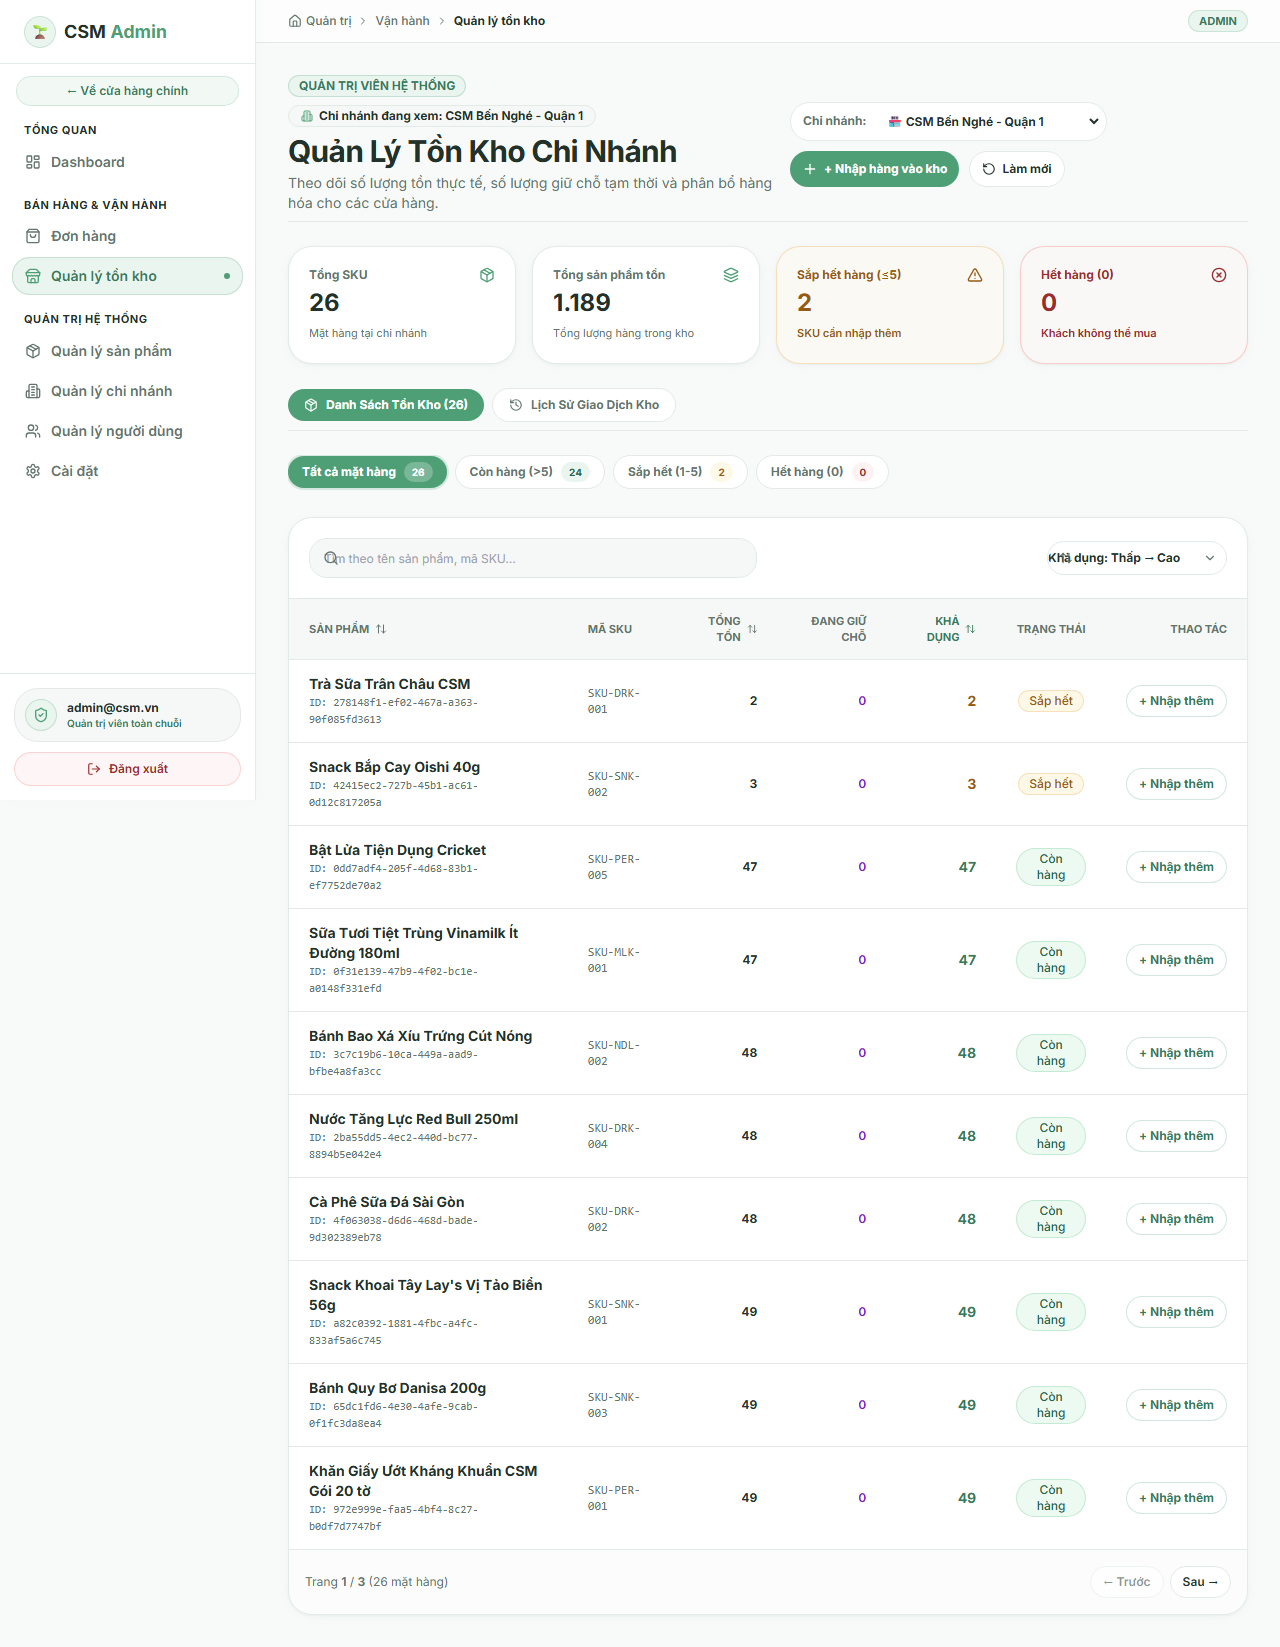 CSM Admin
← Về cửa hàng chính
TỔNG QUAN
Dashboard
BÁN HÀNG & VẬN HÀNH
Đơn hàng
Quản lý tồn kho
QUẢN TRỊ HỆ THỐNG
Quản lý sản phẩm
Quản lý chi nhánh
Quản lý người dùng
Cài đặt
admin@csm.vn
Quản trị viên toàn chuỗi
Đăng xuất
Quản trị > Vận hành > Quản lý tồn kho
ADMIN
QUẢN TRỊ VIÊN HỆ THỐNG
Chi nhánh đang xem: CSM Bến Nghé - Quận 1
Quản Lý Tồn Kho Chi Nhánh
Theo dõi số lượng tồn thực tế, số lượng giữ chỗ tạm thời và phân bổ hàng
hóa cho các cửa hàng.
Chi nhánh: CSM Bến Nghé - Quận 1
+ Nhập hàng vào kho
Làm mới
Tổng SKU
26
Mặt hàng tại chi nhánh
Tổng sản phẩm tồn
1.189
Tổng lượng hàng trong kho
Sắp hết hàng (≤5)
2
SKU cần nhập thêm
Hết hàng (0)
0
Khách không thể mua
Danh Sách Tồn Kho (26)
Lịch Sử Giao Dịch Kho
Tất cả mặt hàng 26
Còn hàng (>5) 24
Sắp hết (1-5) 2
Hết hàng (0) 0
Tìm theo tên sản phẩm, mã SKU...
Khả dụng: Thấp → Cao
SẢN PHẨM
MÃ SKU
TỔNG
TỒN
ĐANG GIỮ
CHỖ
KHẢ
DỤNG
TRẠNG THÁI
THAO TÁC
Trà Sữa Trân Châu CSM
ID: 278148f1-ef02-467a-a363-
90f085fd3613
SKU-DRK-
001
2
0
2
Sắp hết
+ Nhập thêm
Snack Bắp Cay Oishi 40g
ID: 42415ec2-727b-45b1-ac61-
0d12c817205a
SKU-SNK-
002
3
0
3
Sắp hết
+ Nhập thêm
Bật Lửa Tiện Dụng Cricket
ID: 0dd7adf4-205f-4d68-83b1-
ef7752de70a2
SKU-PER-
005
47
0
47
Còn
hàng
+ Nhập thêm
Sữa Tươi Tiệt Trùng Vinamilk Ít
Đường 180ml
ID: 0f31e139-47b9-4f02-bc1e-
a0148f331efd
SKU-MLK-
001
47
0
47
Còn
hàng
+ Nhập thêm
Bánh Bao Xá Xíu Trứng Cút Nóng
ID: 3c7c19b6-10ca-449a-aad9-
bfbe4a8fa3cc
SKU-NDL-
002
48
0
48
Còn
hàng
+ Nhập thêm
Nước Tăng Lực Red Bull 250ml
ID: 2ba55dd5-4ec2-440d-bc77-
8894b5e042e4
SKU-DRK-
004
48
0
48
Còn
hàng
+ Nhập thêm
Cà Phê Sữa Đá Sài Gòn
ID: 4f063038-d6d6-468d-bade-
9d302389eb78
SKU-DRK-
002
48
0
48
Còn
hàng
+ Nhập thêm
Snack Khoai Tây Lay's Vị Tảo Biển
56g
ID: a82c0392-1881-4fbc-a4fc-
833af5a6c745
SKU-SNK-
001
49
0
49
Còn
hàng
+ Nhập thêm
Bánh Quy Bơ Danisa 200g
ID: 65dc1fd6-4e30-4afe-9cab-
0f1fc3da8ea4
SKU-SNK-
003
49
0
49
Còn
hàng
+ Nhập thêm
Khăn Giấy Ướt Kháng Khuẩn CSM
Gói 20 tờ
ID: 972e999e-faa5-4bf4-8c27-
b0df7d7747bf
SKU-PER-
001
49
0
49
Còn
hàng
+ Nhập thêm
Trang 1 / 3 (26 mặt hàng)
← Trước
Sau →